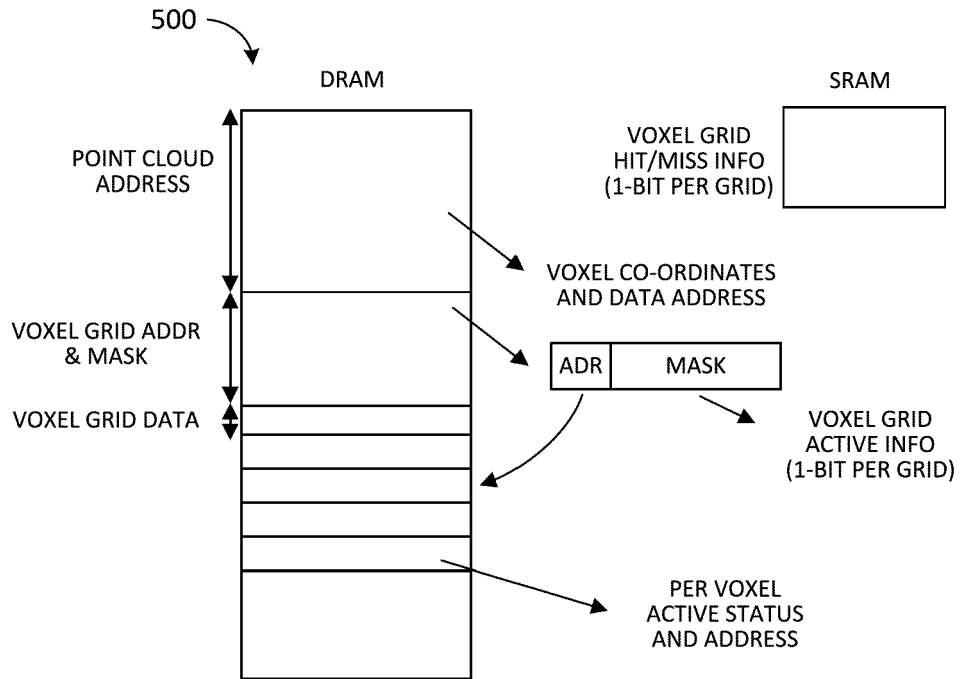 500
DRAM
SRAM
POINT CLOUD
ADDRESS
VOXEL GRID
HIT/MISS INFO
(1-BIT PER GRID)
VOXEL CO-ORDINATES
AND DATA ADDRESS
VOXEL GRID ADDR
& MASK
ADR
MASK
VOXEL GRID DATA
VOXEL GRID
ACTIVE INFO
(1-BIT PER GRID)
PER VOXEL
ACTIVE STATUS
AND ADDRESS